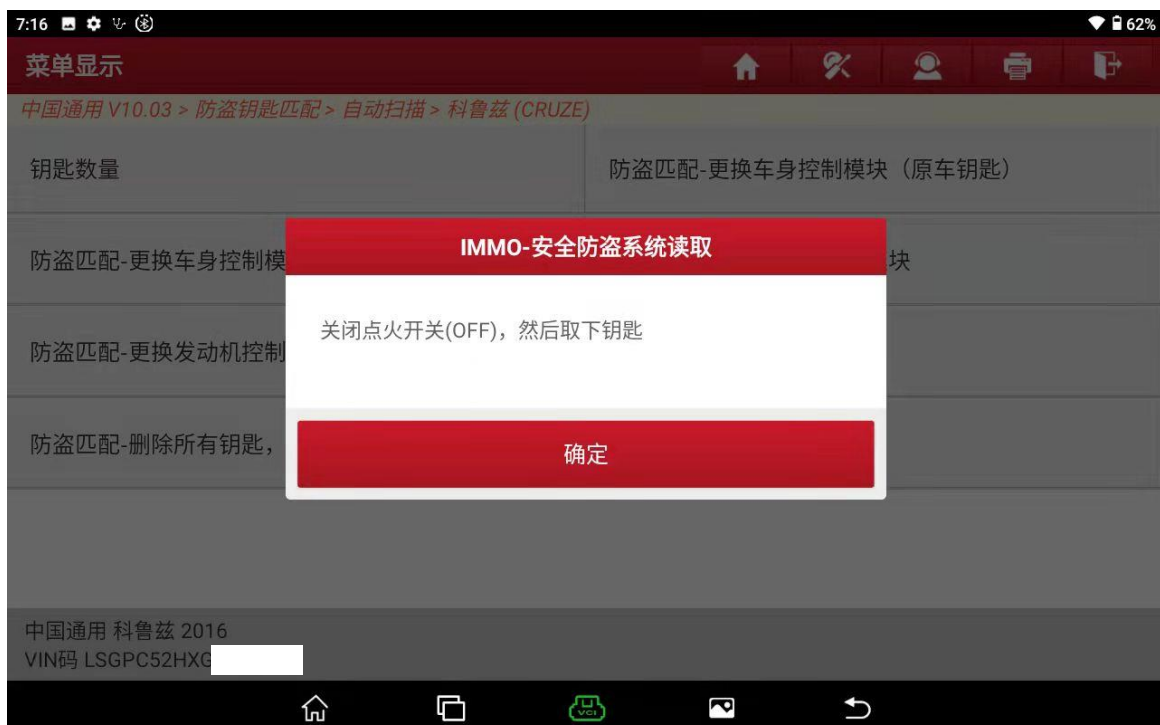 7:16
62%
菜单显示
中国通用 V10.03 > 防盗钥匙匹配 > 自动扫描 > 科鲁兹 (CRUZE)
钥匙数量
防盗匹配-更换车身控制模块（原车钥匙）
IMMO-安全防盗系统读取
防盗匹配-更换车身控制模
块
关闭点火开关(OFF)，然后取下钥匙
防盗匹配-更换发动机控制
防盗匹配-删除所有钥匙，
确定
中国通用 科鲁兹 2016
VIN码 LSGPC52HXG
VCI